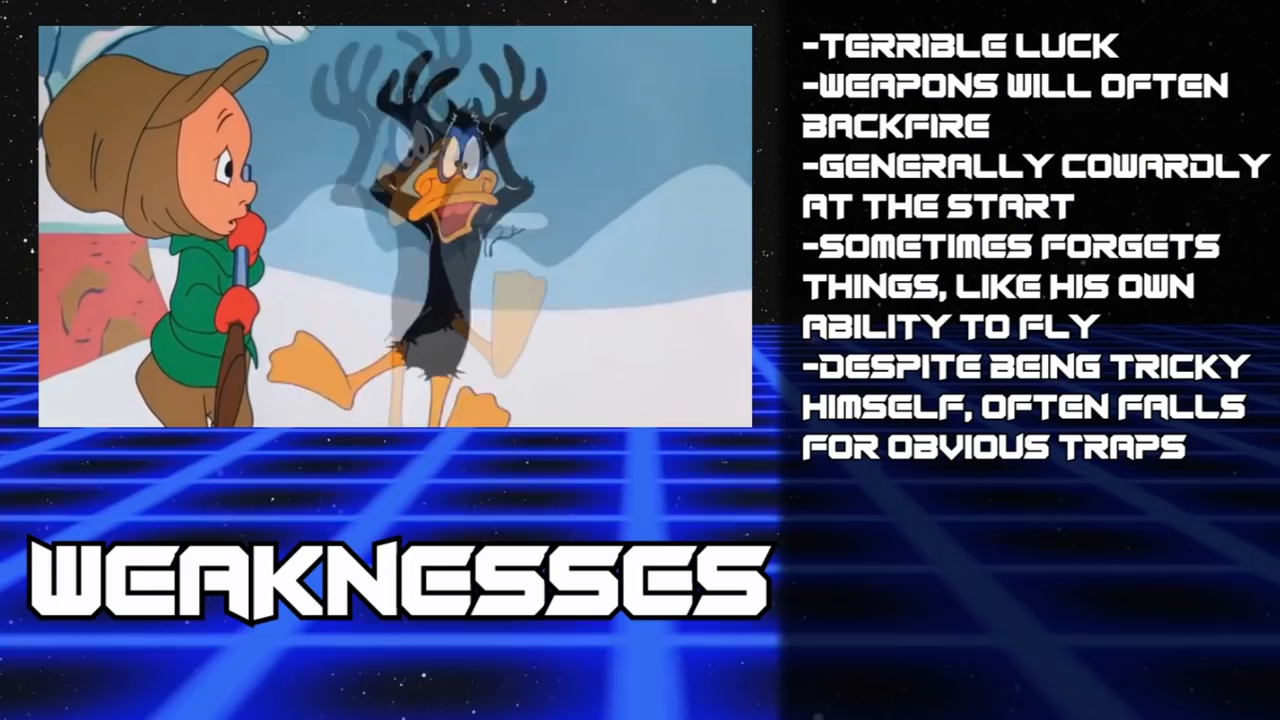 -TERRIBLE LUCK
-WEAPONS WILL OFTEN
BACKFIRE
-GENERALLY COWARDLY
AT THE START
-SOMETIMES FORGETS
THINGS, LIKE HIS OWN
ABILITY TO FLY
-DESPITE BEING TRICKY
HIMSELF, OFTEN FALLS
FOR OBVIOUS TRAPS
WEAKNESSES